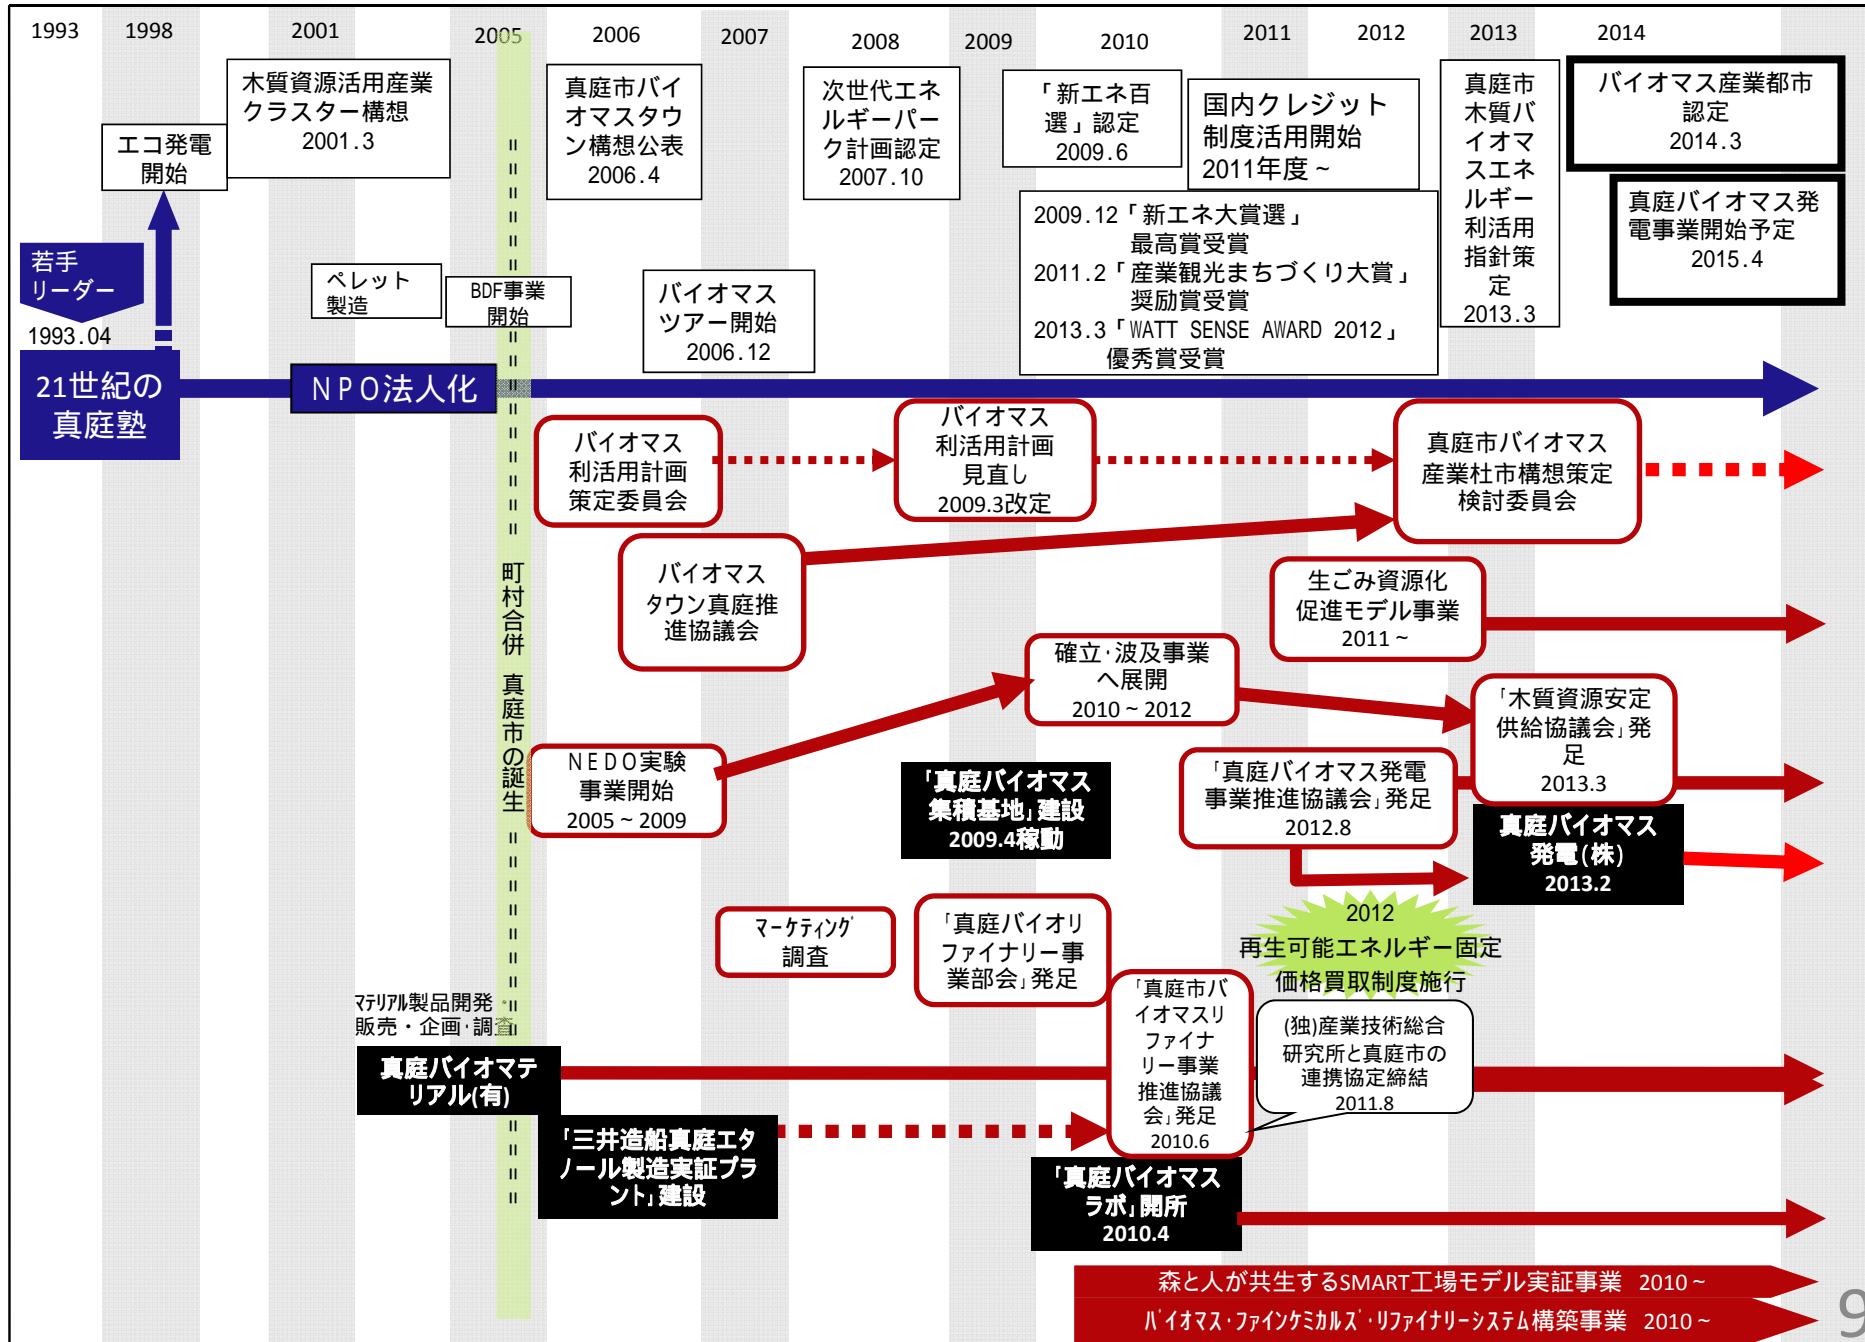 1993
1998
2001
2005
2006
2007
2008
2009
2010
2011
2012
2013
2014
木質資源活用産業
クラスター構想
2001.3
エコ発電
開始
真庭市バイ
オマスタウ
ン構想公表
2006.4
次世代エネ
ルギーパー
ク計画認定
2007.10
「新エネ百
選」認定
2009.6
国内クレジット
制度活用開始
2011年度~
真庭市
木質バ
イオマ
スエネ
ルギー
利活用
指針策
定
2013.3
バイオマス産業都市
認定
2014.3
真庭バイオマス発
電事業開始予定
2015.4
2009.12「新エネ大賞選」
最高賞受賞
2011.2「産業観光まちづくり大賞」
奨励賞受賞
2013.3「WATT SENSE AWARD 2012」
優秀賞受賞
若手
リーダー
1993.04
ペレット
製造
BDF事業
開始
バイオマス
ツアー開始
2006.12
21世紀の
真庭塾
NPO法人化
バイオマス
利活用計画
策定委員会
バイオマス
利活用計画
見直し
2009.3改定
真庭市バイオマス
産業杜市構想策定
検討委員会
町村合併 真庭市の誕生
バイオマス
タウン真庭推
進協議会
生ごみ資源化
促進モデル事業
2011~
確立·波及事業
へ展開
2010~2012
「木質資源安定
供給協議会」発
足
2013.3
NEDO実験
事業開始
2005~2009
「真庭バイオマス
集積基地」建設
2009.4稼動
「真庭バイオマス発電
事業推進協議会」発足
2012.8
真庭バイオマス
発電(株)
2013.2
マーケティング
調査
「真庭バイオリ
ファイナリー事
業部会」発足
2012
再生可能エネルギー固定
価格買取制度施行
「真庭市バ
イオマスリ
ファイナ
リー事業
推進協議
会」発足
2010.6
(独)産業技術総合
研究所と真庭市の
連携協定締結
2011.8
マテリアル製品開発・
販売・企画·調査
真庭バイオマテ
リアル(有)
「三井造船真庭エタ
ノール製造実証プラ
ント」建設
「真庭バイオマス
ラボ」開所
2010.4
森と人が共生するSMART工場モデル実証事業 2010~
バイオマス·ファインケミカルズ·リファイナリーシステム構築事業 2010~
9